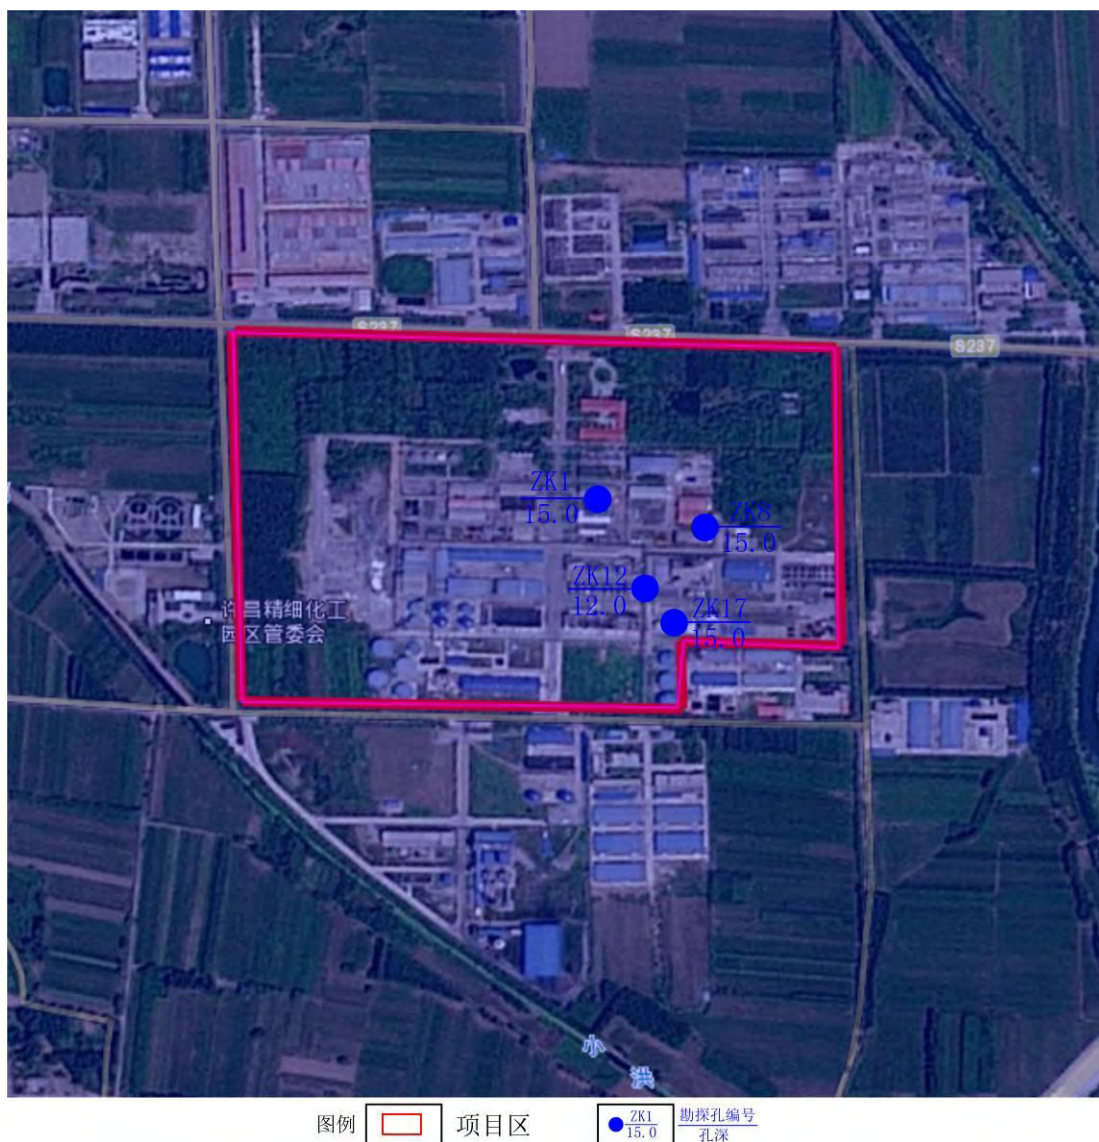 S237
S237
S237
ZK1
15.0
ZK8
15.0
ZK12
12.0
ZK17
15.0
许昌精细化工
园区管委会
小
洪
图例
项目区
ZK1
15.0
勘探孔编号
孔深